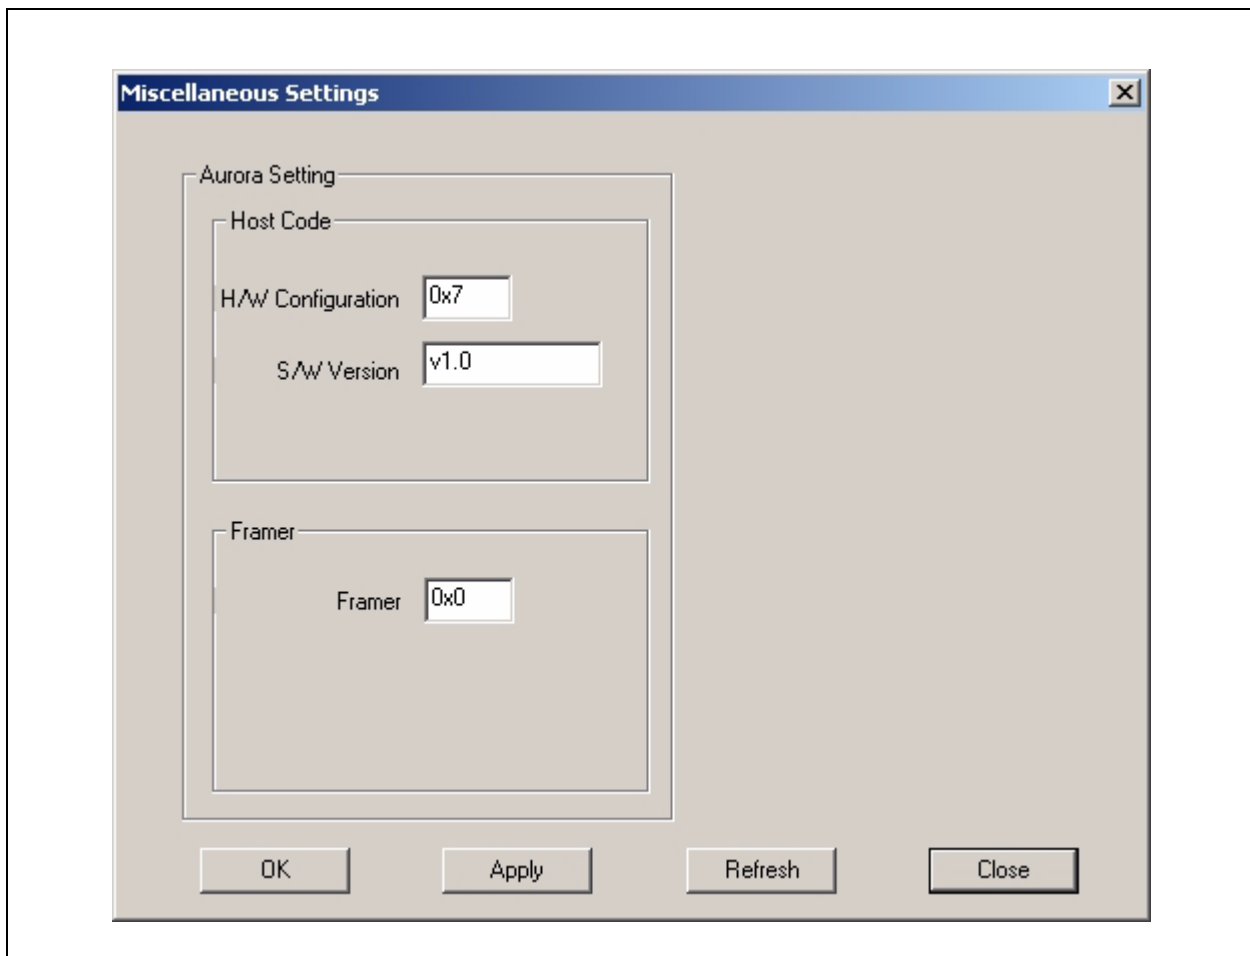 Miscellaneous Settings
Aurora Setting
Host Code
H/W Configuration 0x7
S/W Version v1.0
Framer
Framer 0x0
OK Apply Refresh Close